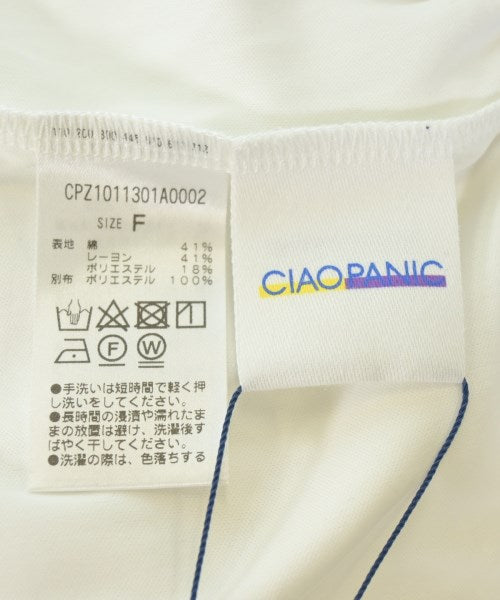 CPZ1011301A0002
SIZE F
表地 綿 41%
レーヨン 41%
ポリエステル 18%
別布 ポリエステル 100%
F W
●手洗いは短時間で軽く押
し洗いをしてください。
●長時間の浸漬や濡れたま
まの放置は避け、洗濯後す
ばやく干してください。
●洗濯の際は、色落ちする
CIAOPANIC